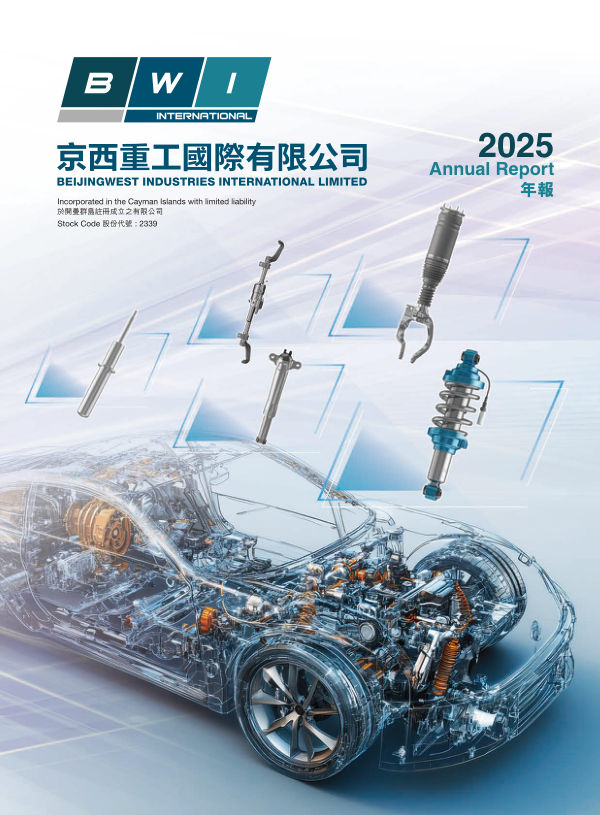 BWI
INTERNATIONAL
京西重工國際有限公司
BEIJINGWEST INDUSTRIES INTERNATIONAL LIMITED
Incorporated in the Cayman Islands with limited liability
於開曼群島註冊成立之有限公司
Stock Code 股份代號 : 2339
2025
Annual Report
年報